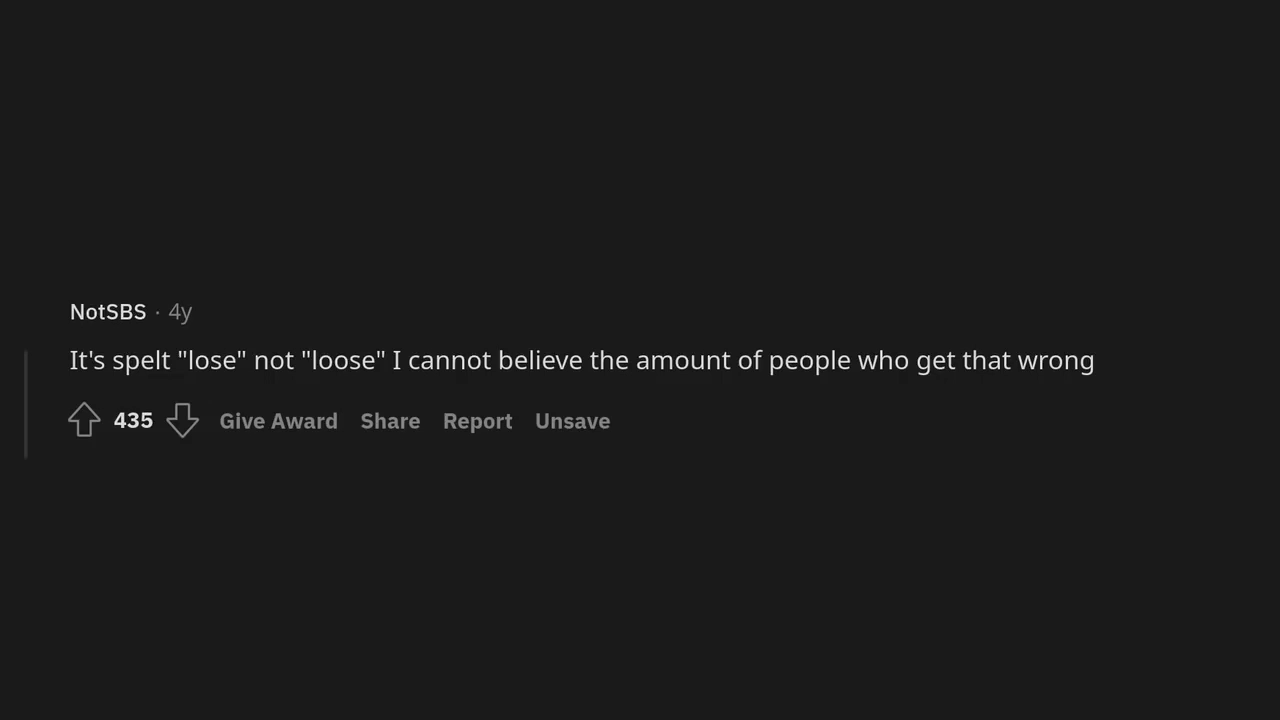 NotSBS · 4y
It's spelt "lose" not "loose" I cannot believe the amount of people who get that wrong
435 Give Award Share Report Unsave